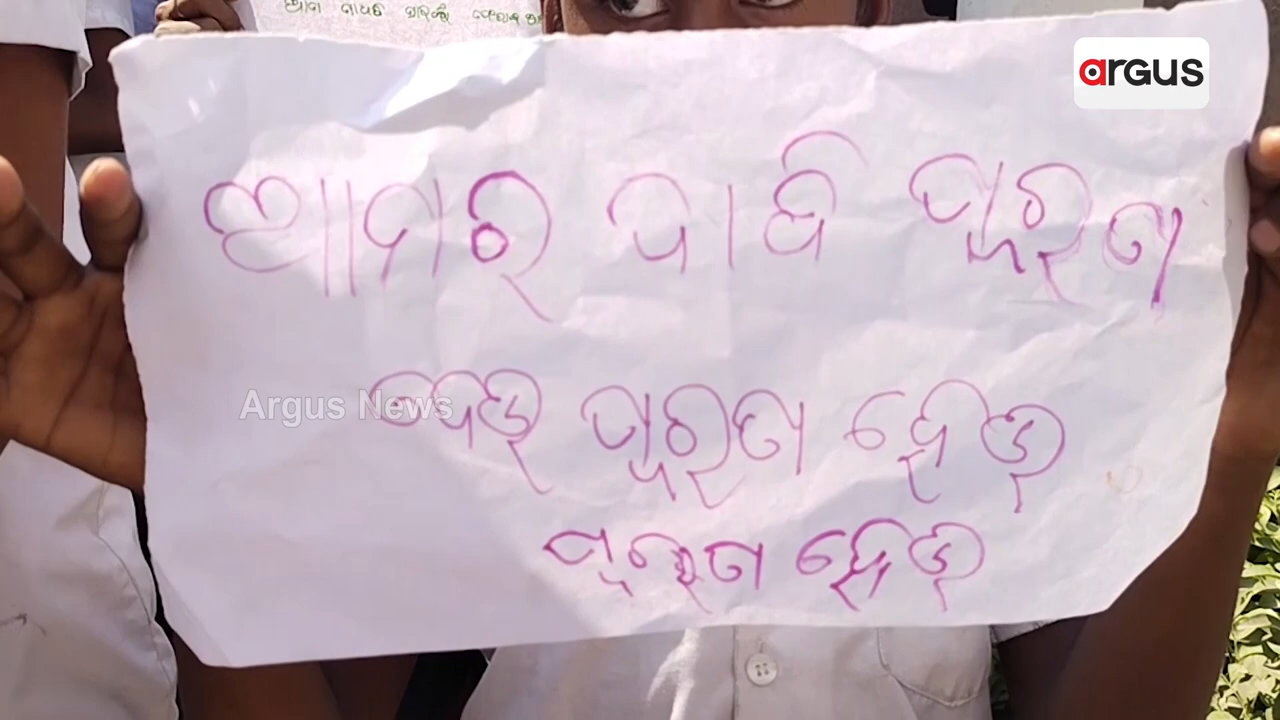 argus
ଆମର ଦାବି ପୂରଣ
Argus News
ଦେଇ ପୂରଣ ହେଉ
ପୂରଣ ହେଉ